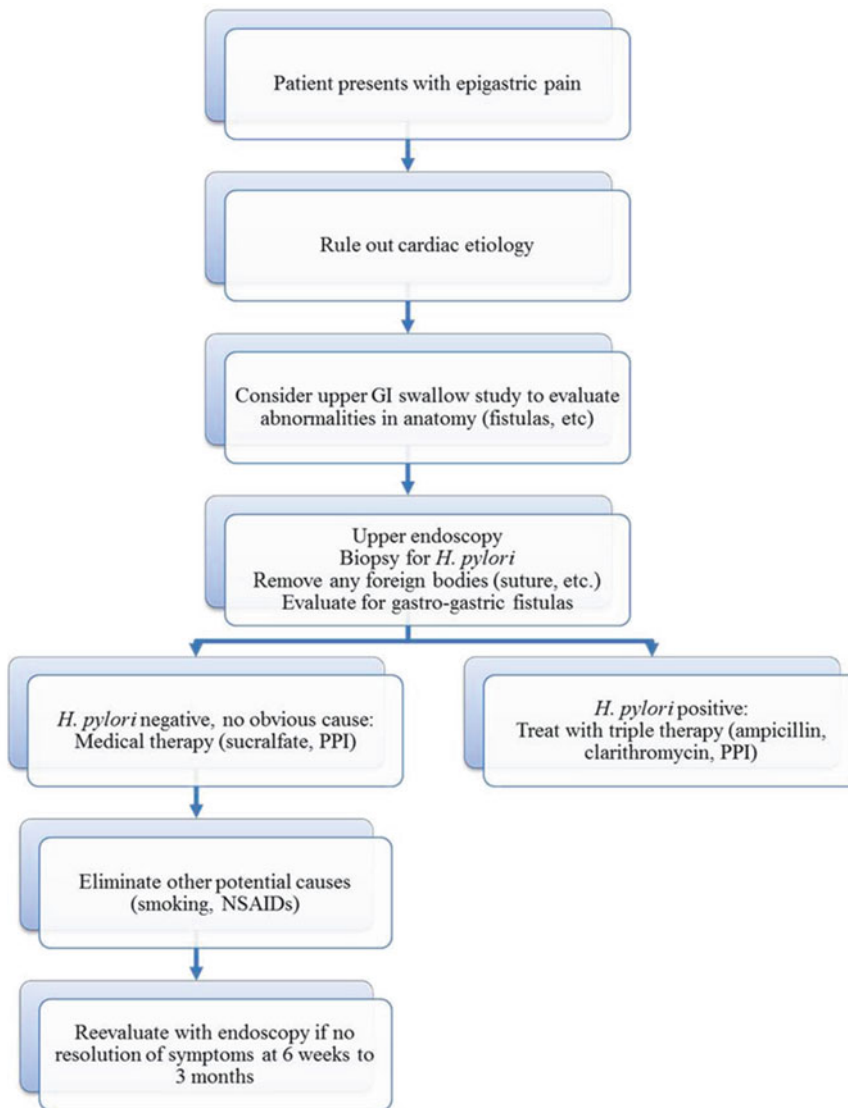 Patient presents with epigastric pain
Rule out cardiac etiology
Consider upper GI swallow study to evaluate
abnormalities in anatomy (fistulas, etc)
Upper endoscopy
Biopsy for H. pylori
Remove any foreign bodies (suture, etc.)
Evaluate for gastro-gastric fistulas
H. pylori negative, no obvious cause:
Medical therapy (sucralfate, PPI)
H. pylori positive:
Treat with triple therapy (ampicillin,
clarithromycin, PPI)
Eliminate other potential causes
(smoking, NSAIDs)
Reevaluate with endoscopy if no
resolution of symptoms at 6 weeks to
3 months